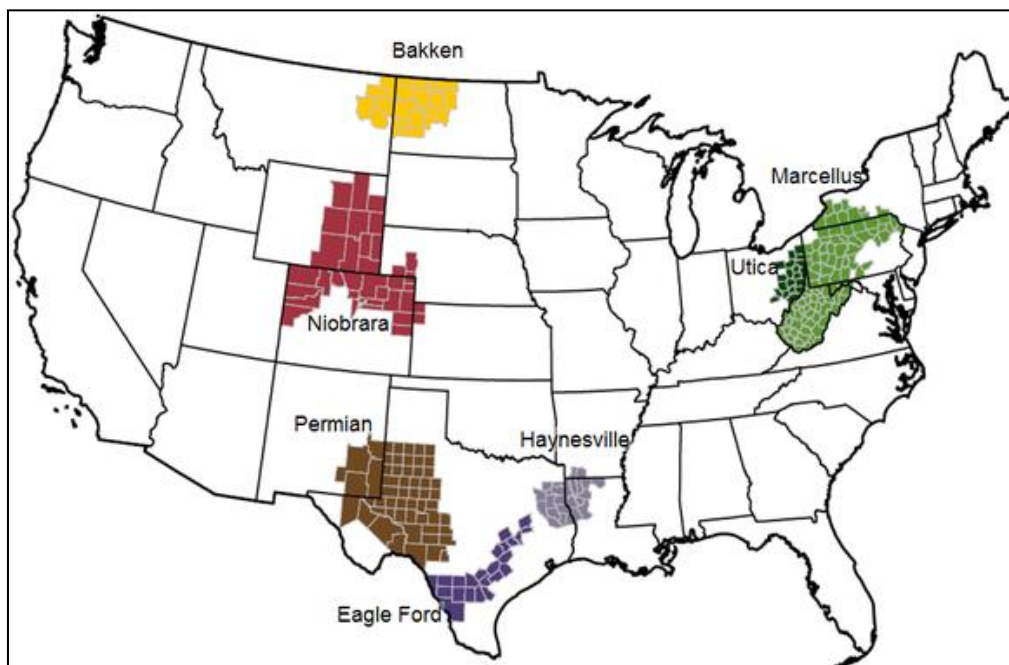 Bakken
Marcellus
Utica
Niobrara
Permian
Haynesville
Eagle Ford